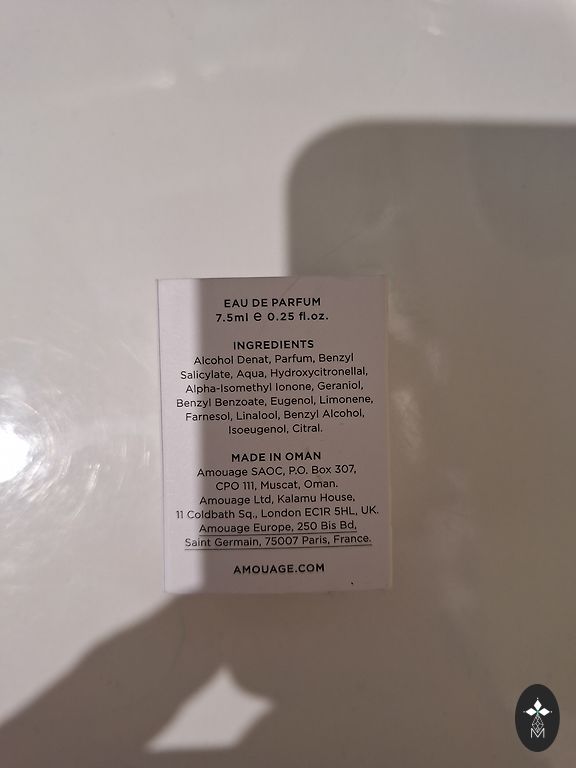 EAU DE PARFUM
7.5ml e 0.25 fl.oz.
INGREDIENTS
Alcohol Denat, Parfum, Benzyl
Salicylate, Aqua, Hydroxycitronellal,
Alpha-Isomethyl Ionone, Geraniol,
Benzyl Benzoate, Eugenol, Limonene,
Farnesol, Linalool, Benzyl Alcohol,
Isoeugenol, Citral.
MADE IN OMAN
Amouage SAOC, P.O. Box 307,
CPO 111, Muscat, Oman.
Amouage Ltd, Kalamu House,
11 Coldbath Sq., London EC1R 5HL, UK.
Amouage Europe, 250 Bis Bd,
Saint Germain, 75007 Paris, France.
AMOUAGE.COM
M